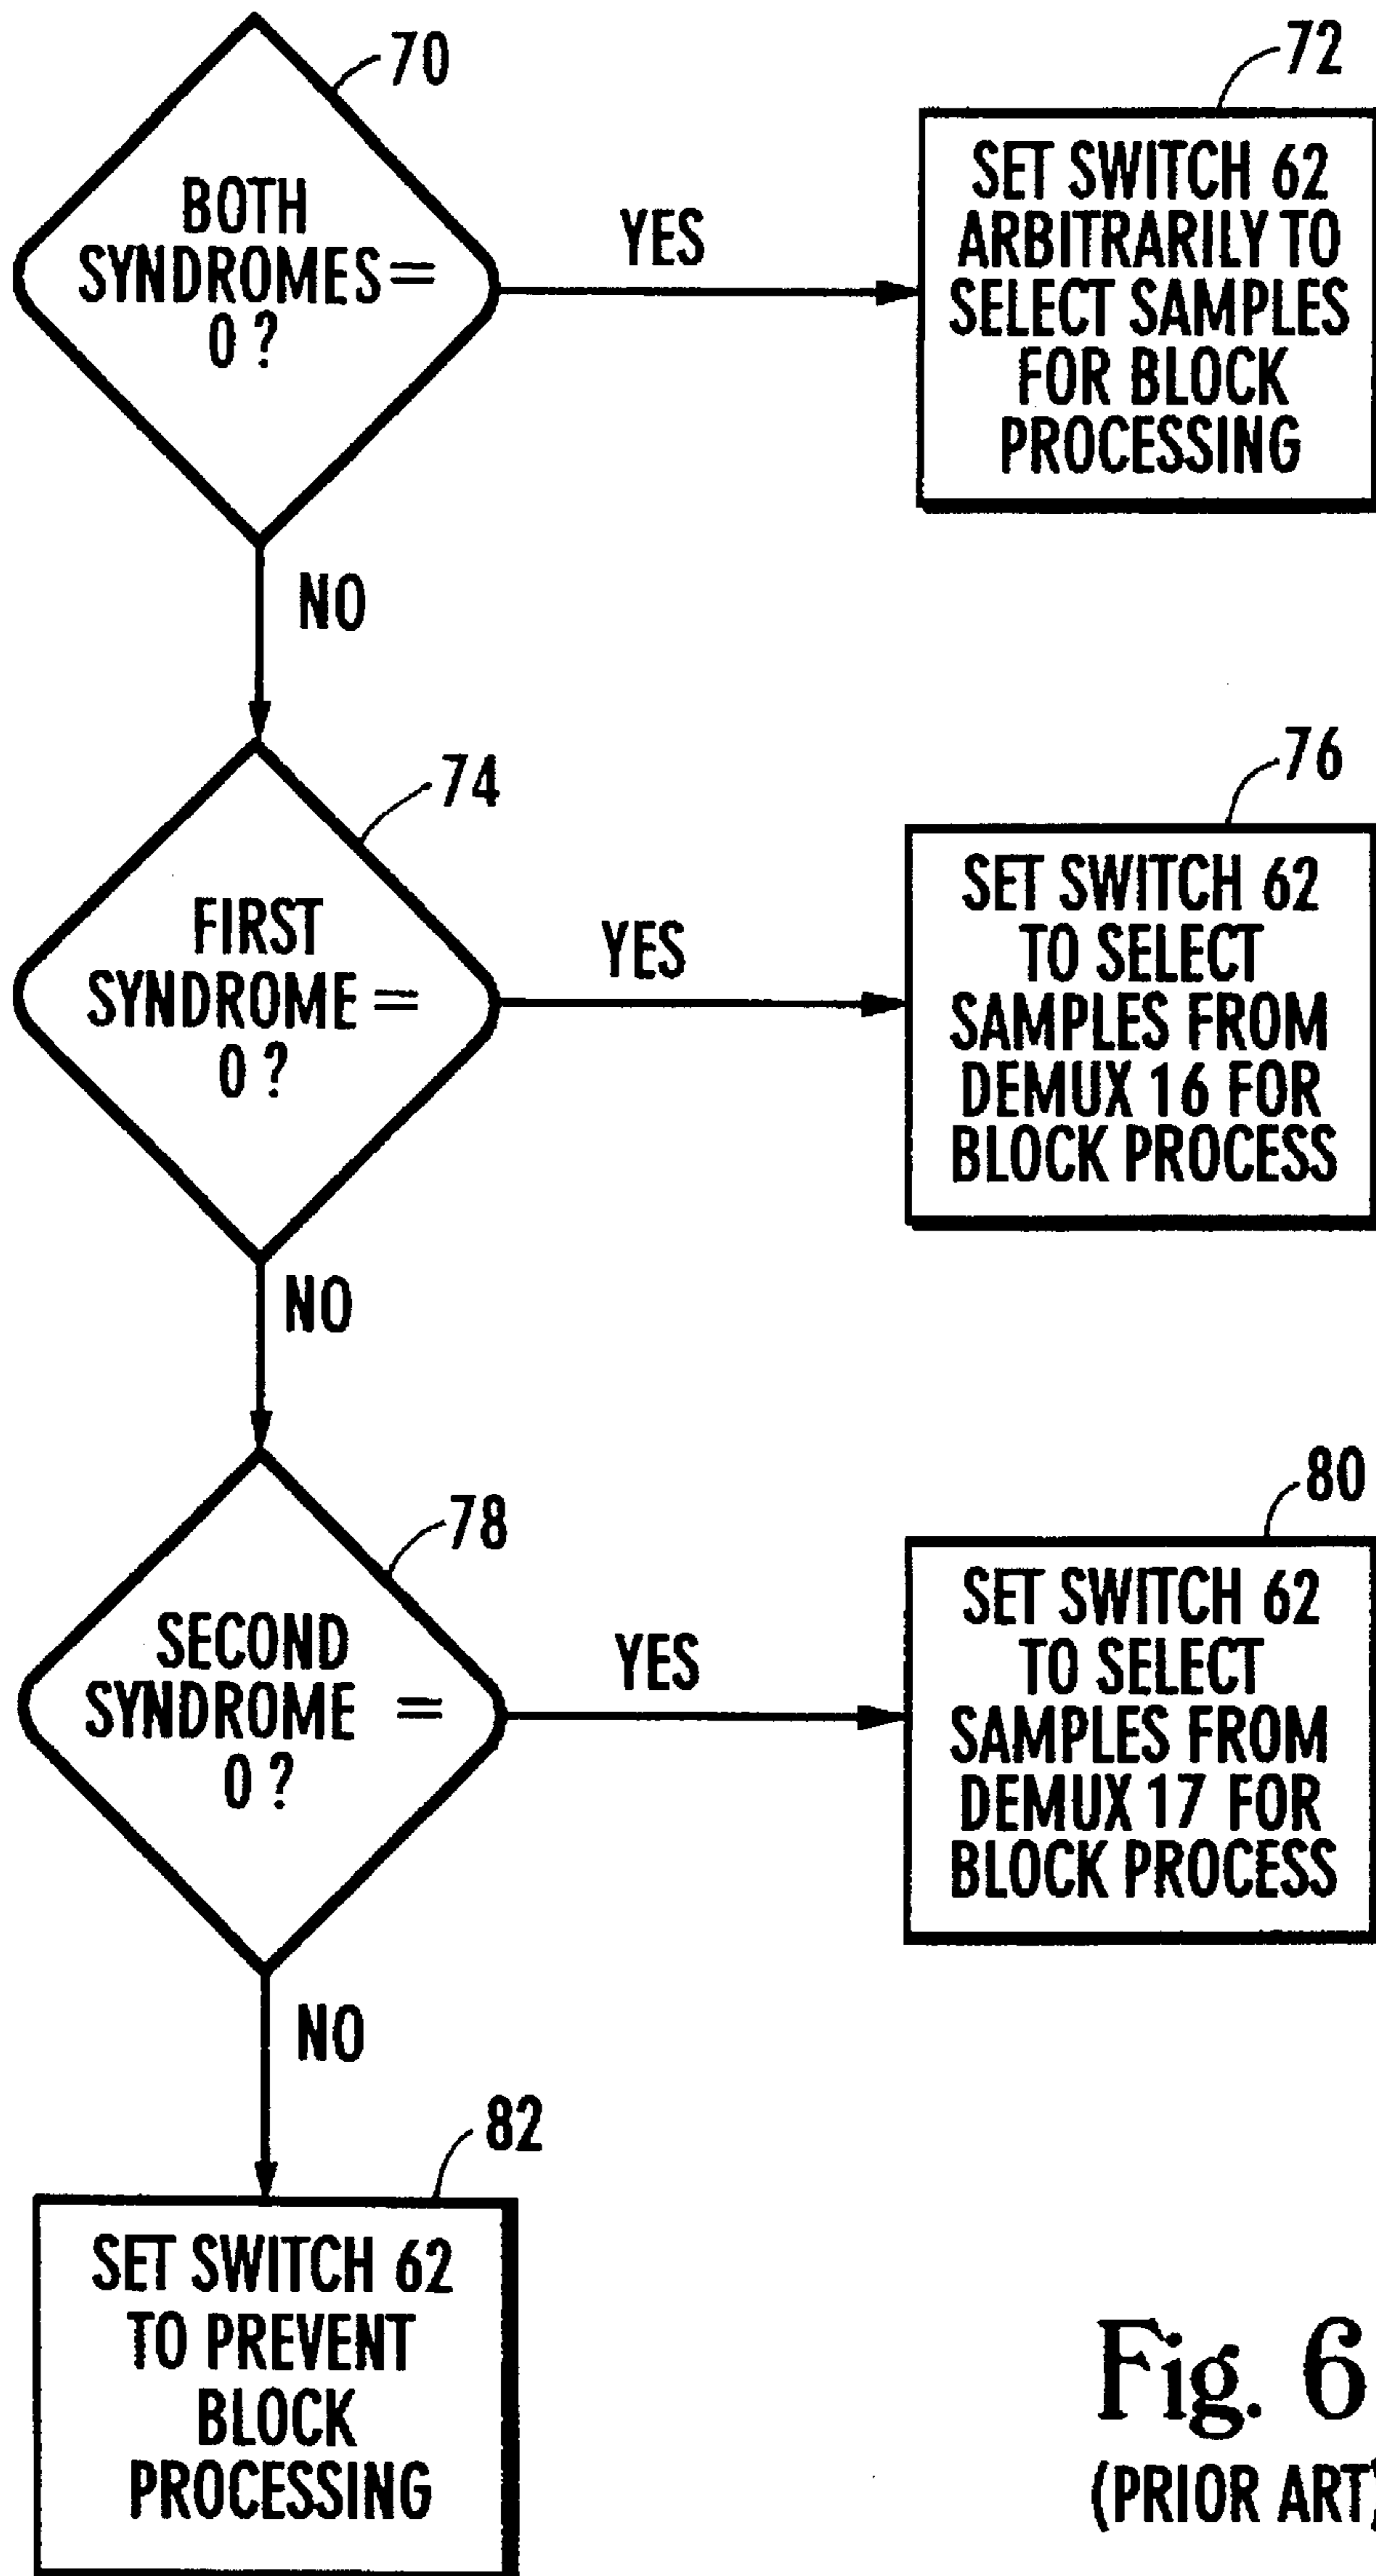 70
BOTH
SYNDROMES =
0 ?
YES
72
SET SWITCH 62
ARBITRARILY TO
SELECT SAMPLES
FOR BLOCK
PROCESSING
NO
74
FIRST
SYNDROME =
0 ?
YES
76
SET SWITCH 62
TO SELECT
SAMPLES FROM
DEMUX 16 FOR
BLOCK PROCESS
NO
78
SECOND
SYNDROME =
0 ?
YES
80
SET SWITCH 62
TO SELECT
SAMPLES FROM
DEMUX 17 FOR
BLOCK PROCESS
NO
82
SET SWITCH 62
TO PREVENT
BLOCK
PROCESSING
Fig. 6
(PRIOR ART)